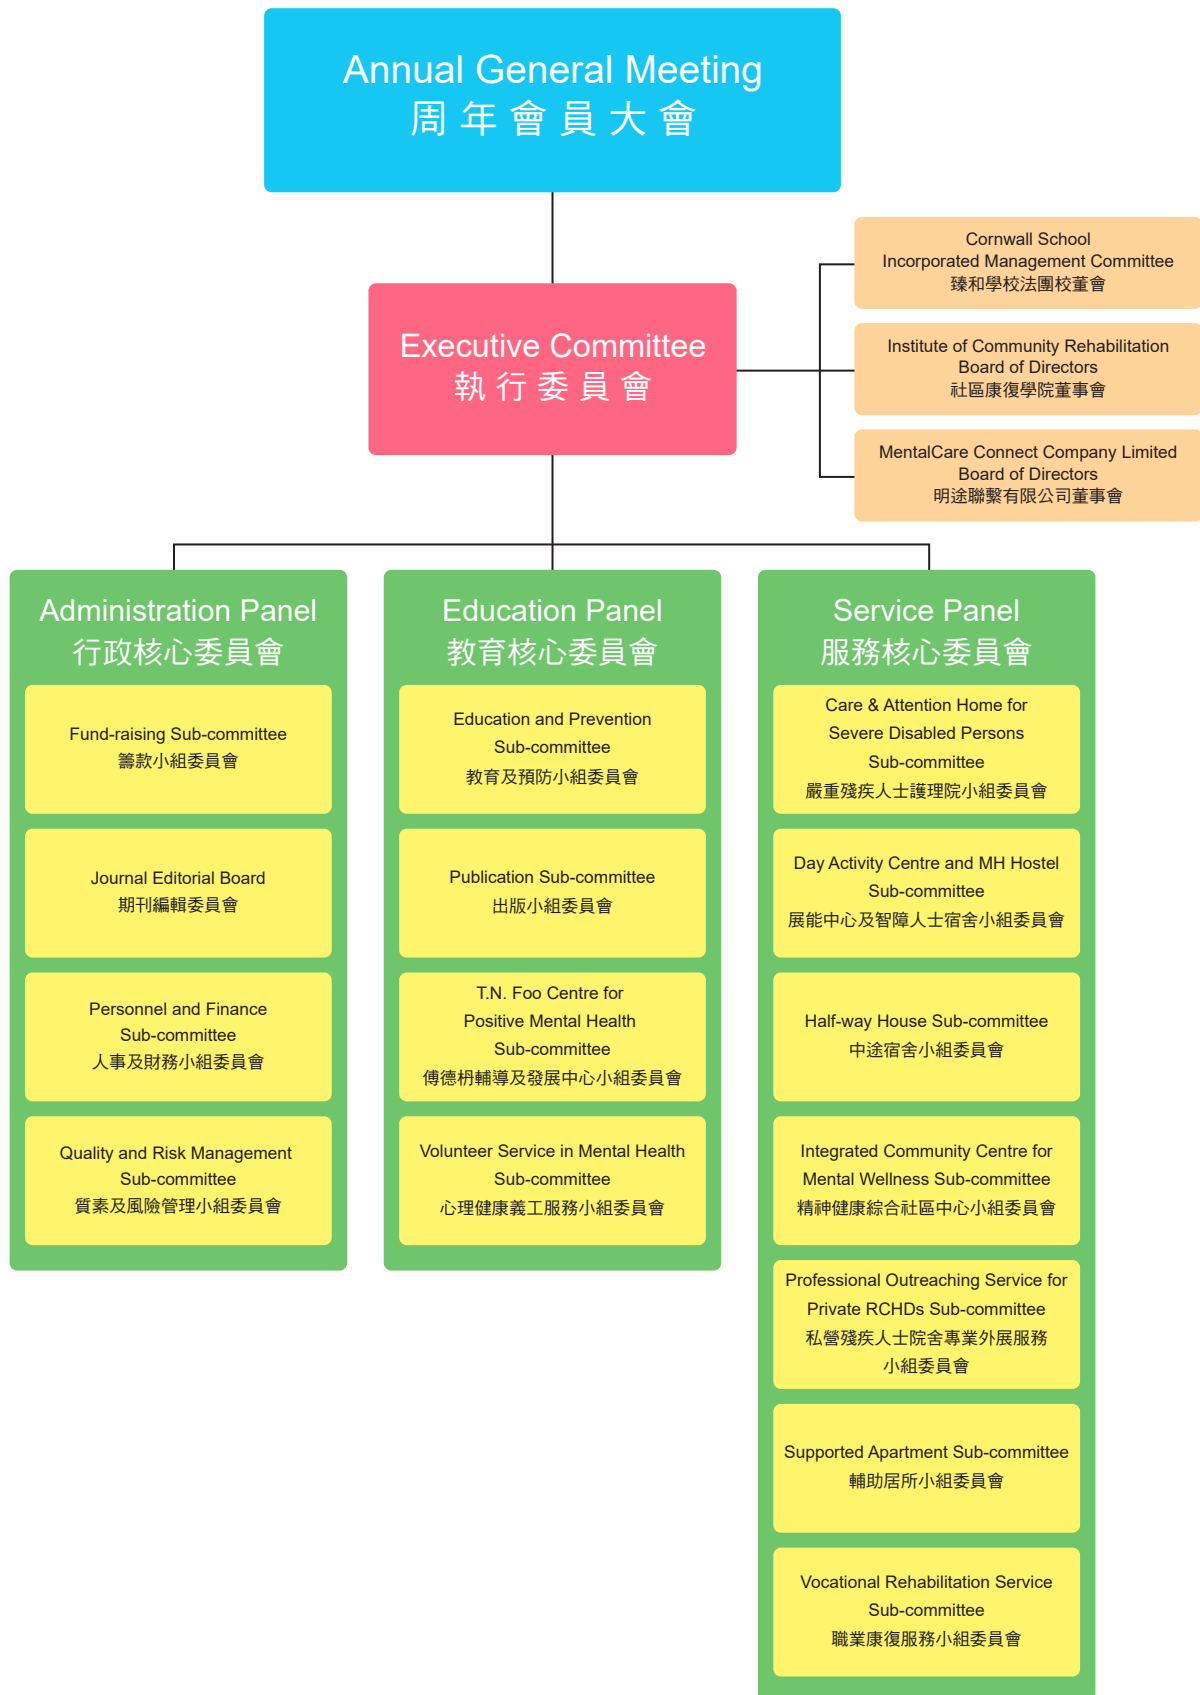 Annual General Meeting
周年會員大會
Executive Committee
執行委員會
Cornwall School
Incorporated Management Committee
臻和學校法團校董會
Institute of Community Rehabilitation
Board of Directors
社區康復學院董事會
MentalCare Connect Company Limited
Board of Directors
明途聯繫有限公司董事會
Administration Panel
行政核心委員會
Fund-raising Sub-committee
籌款小組委員會
Journal Editorial Board
期刊編輯委員會
Personnel and Finance
Sub-committee
人事及財務小組委員會
Quality and Risk Management
Sub-committee
質素及風險管理小組委員會
Education Panel
教育核心委員會
Education and Prevention
Sub-committee
教育及預防小組委員會
Publication Sub-committee
出版小組委員會
T.N. Foo Centre for
Positive Mental Health
Sub-committee
傅德枬輔導及發展中心小組委員會
Volunteer Service in Mental Health
Sub-committee
心理健康義工服務小組委員會
Service Panel
服務核心委員會
Care & Attention Home for
Severe Disabled Persons
Sub-committee
嚴重殘疾人士護理院小組委員會
Day Activity Centre and MH Hostel
Sub-committee
展能中心及智障人士宿舍小組委員會
Half-way House Sub-committee
中途宿舍小組委員會
Integrated Community Centre for
Mental Wellness Sub-committee
精神健康綜合社區中心小組委員會
Professional Outreaching Service for
Private RCHDs Sub-committee
私營殘疾人士院舍專業外展服務
小組委員會
Supported Apartment Sub-committee
輔助居所小組委員會
Vocational Rehabilitation Service
Sub-committee
職業康復服務小組委員會